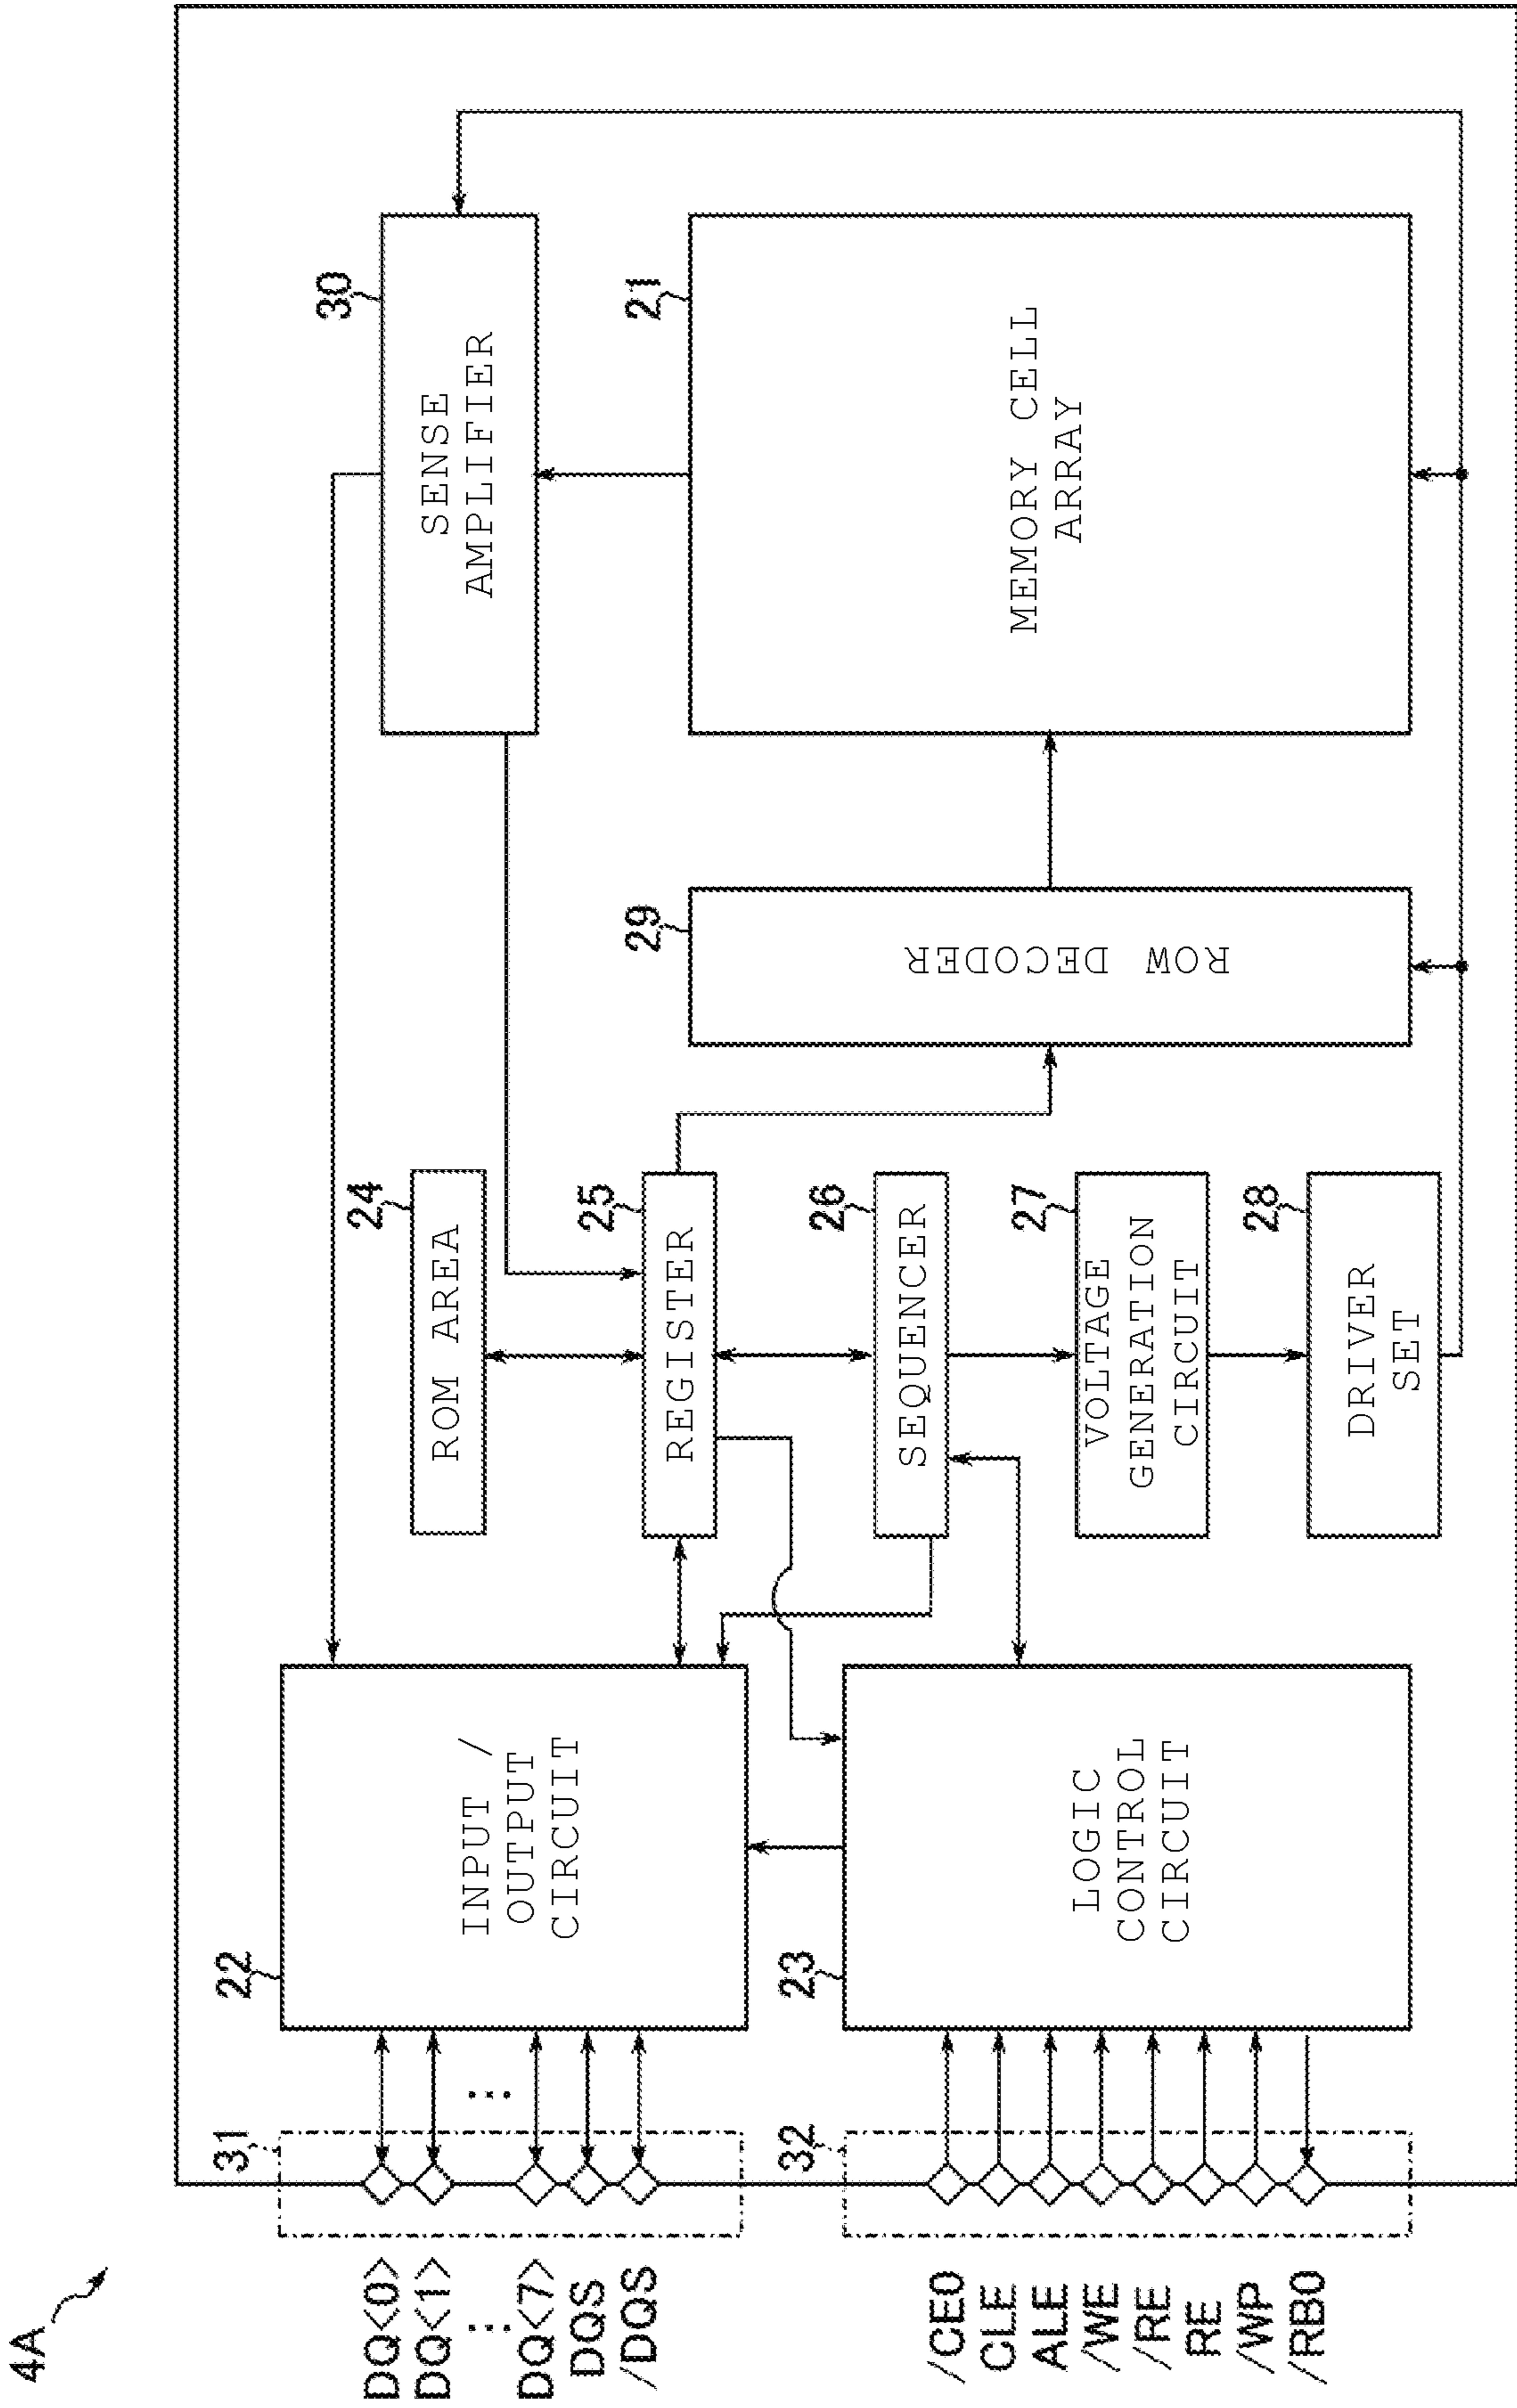 4A
DQ<0>
DQ<1>
⋮
DQ<7>
DQS
/DQS
31
⋮
22
INPUT /
OUTPUT
CIRCUIT
/CE0
CLE
ALE
/WE
/RE
RE
/WP
/RB0
32
23
LOGIC
CONTROL
CIRCUIT
24
ROM AREA
25
REGISTER
26
SEQUENCER
27
VOLTAGE
GENERATION
CIRCUIT
28
DRIVER
SET
29
ROW DECODER
30
SENSE
AMPLIFIER
21
MEMORY CELL
ARRAY